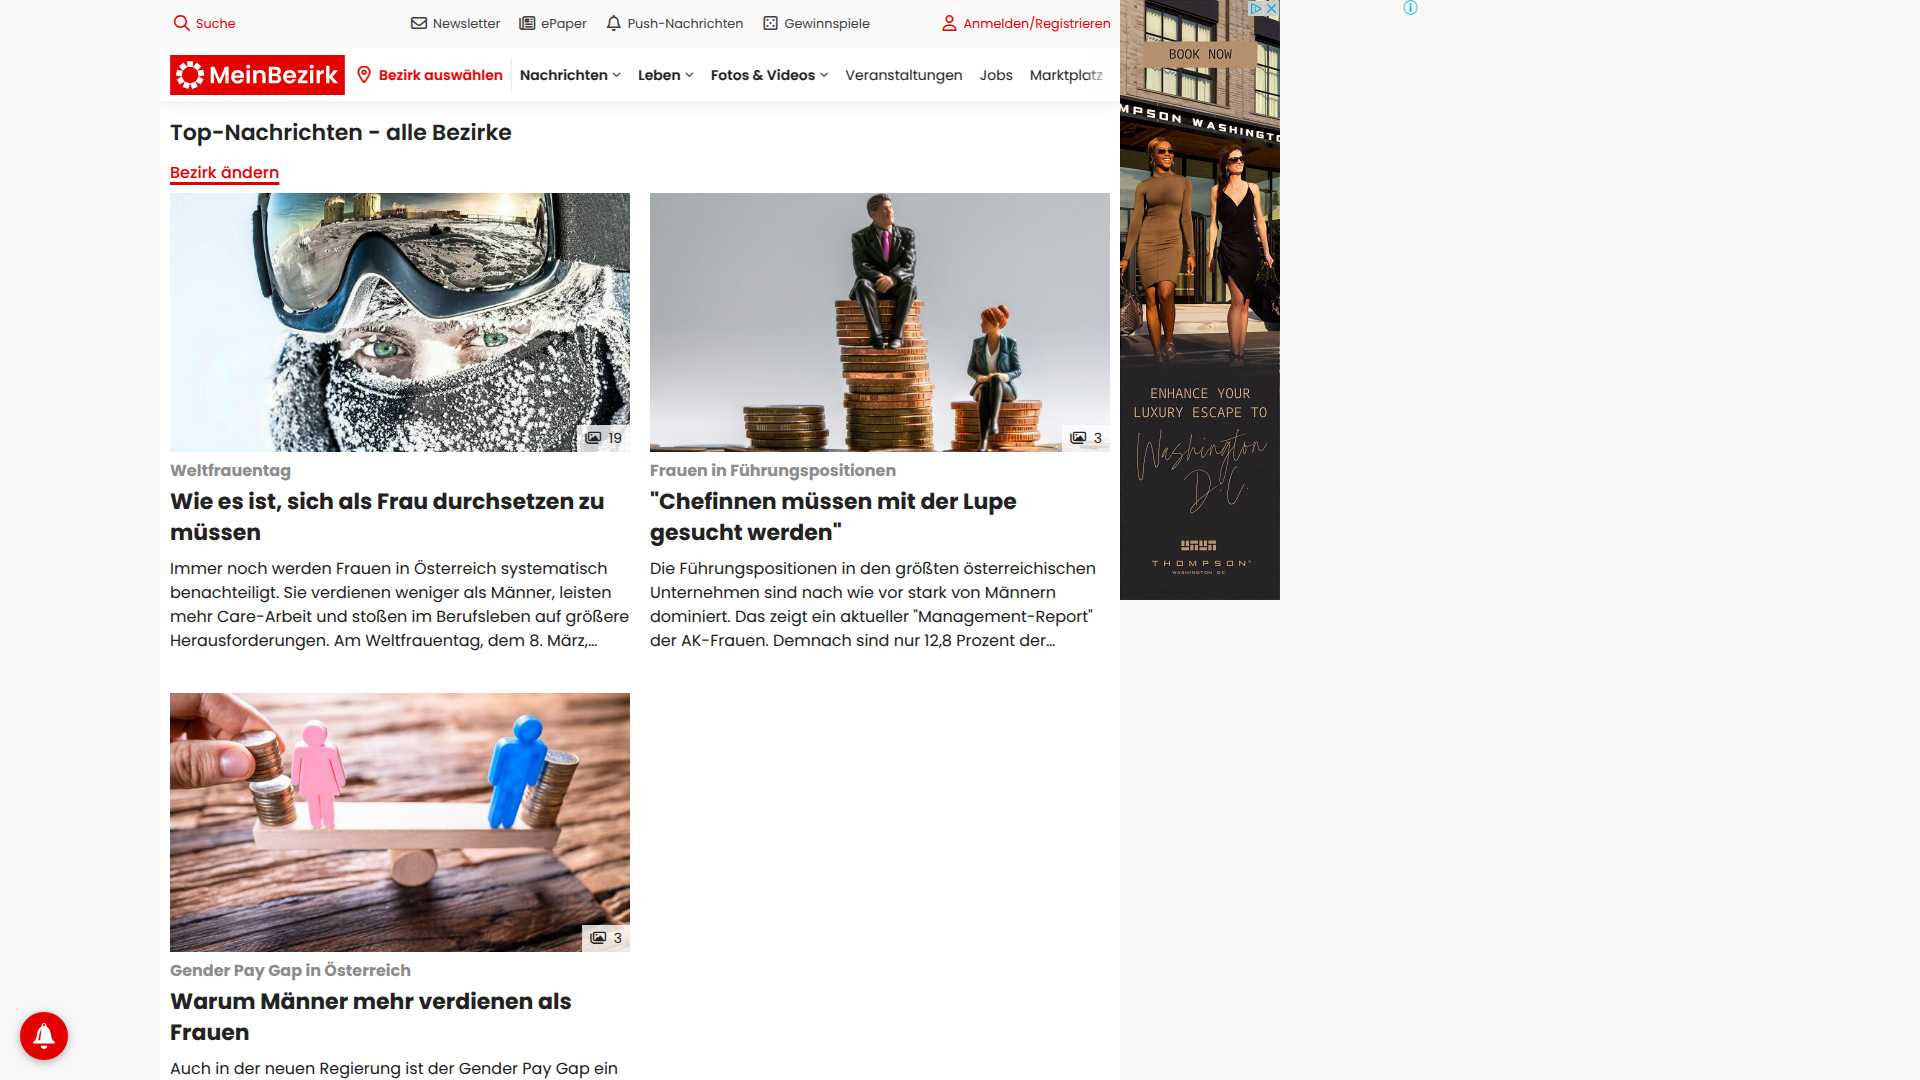 Suche
Newsletter
ePaper
Push-Nachrichten
Gewinnspiele
Anmelden/Registrieren
MeinBezirk
Bezirk auswählen
Nachrichten
Leben
Fotos & Videos
Veranstaltungen
Jobs
Marktplatz
Top-Nachrichten - alle Bezirke
Bezirk ändern
19
Weltfrauentag
Wie es ist, sich als Frau durchsetzen zu
müssen
Immer noch werden Frauen in Österreich systematisch
benachteiligt. Sie verdienen weniger als Männer, leisten
mehr Care-Arbeit und stoßen im Berufsleben auf größere
Herausforderungen. Am Weltfrauentag, dem 8. März,...
3
Frauen in Führungspositionen
"Chefinnen müssen mit der Lupe
gesucht werden"
Die Führungspositionen in den größten österreichischen
Unternehmen sind nach wie vor stark von Männern
dominiert. Das zeigt ein aktueller "Management-Report"
der AK-Frauen. Demnach sind nur 12,8 Prozent der...
3
Gender Pay Gap in Österreich
Warum Männer mehr verdienen als
Frauen
Auch in der neuen Regierung ist der Gender Pay Gap ein
BOOK NOW
MPSON WASHINGTO
ENHANCE YOUR
LUXURY ESCAPE TO
Washington
D.C.
THOMPSON
WASHINGTON DC